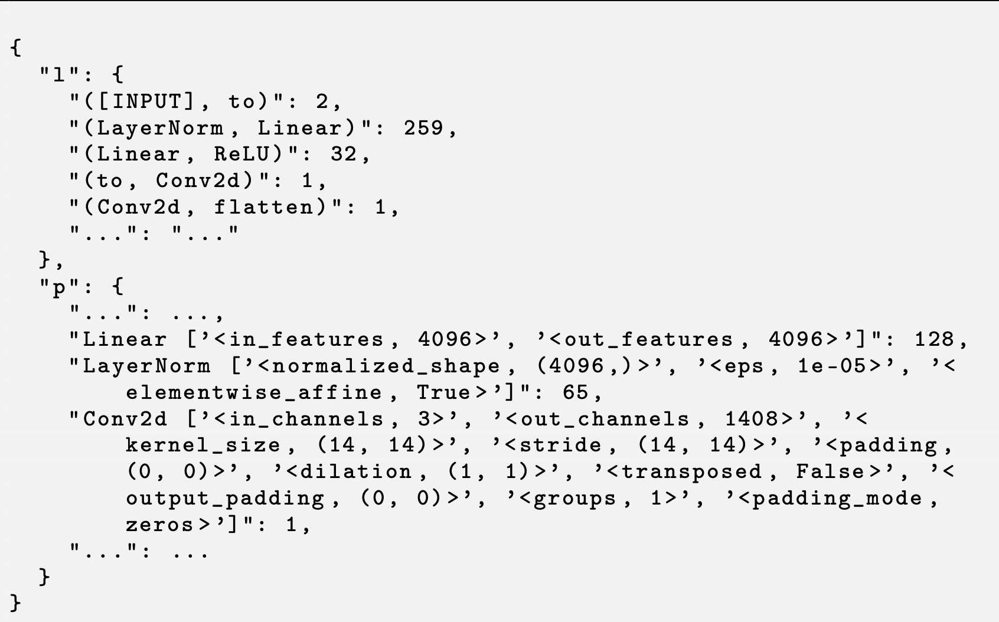 {
"l": {
"([INPUT], to)": 2,
"(LayerNorm, Linear)": 259,
"(Linear, ReLU)": 32,
"(to, Conv2d)": 1,
"(Conv2d, flatten)": 1,
"...": "..."
},
"p": {
"...": ...,
"Linear [’<in_features, 4096>’, ’<out_features, 4096>’]": 128,
"LayerNorm [’<normalized_shape, (4096,)>’, ’<eps, 1e-05>’, ’<
elementwise_affine, True>’]": 65,
"Conv2d [’<in_channels, 3>’, ’<out_channels, 1408>’, ’<
kernel_size, (14, 14)>’, ’<stride, (14, 14)>’, ’<padding,
(0, 0)>’, ’<dilation, (1, 1)>’, ’<transposed, False>’, ’<
output_padding, (0, 0)>’, ’<groups, 1>’, ’<padding_mode,
zeros>’]": 1,
"...": ...
}
}